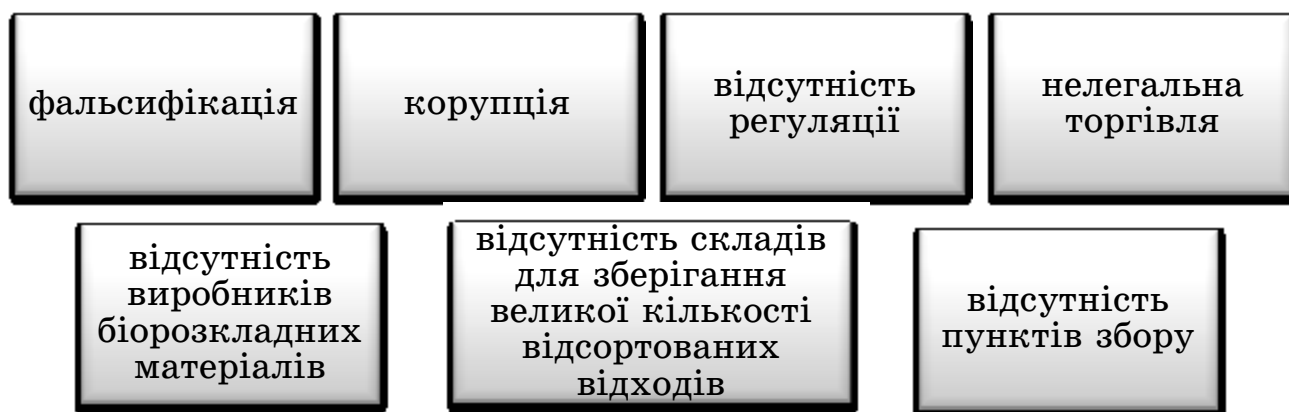 фальсифікація
корупція
відсутність
регуляції
нелегальна
торгівля
відсутність
виробників
біорозкладних
матеріалів
відсутність складів
для зберігання
великої кількості
відсортованих
відходів
відсутність
пунктів збору